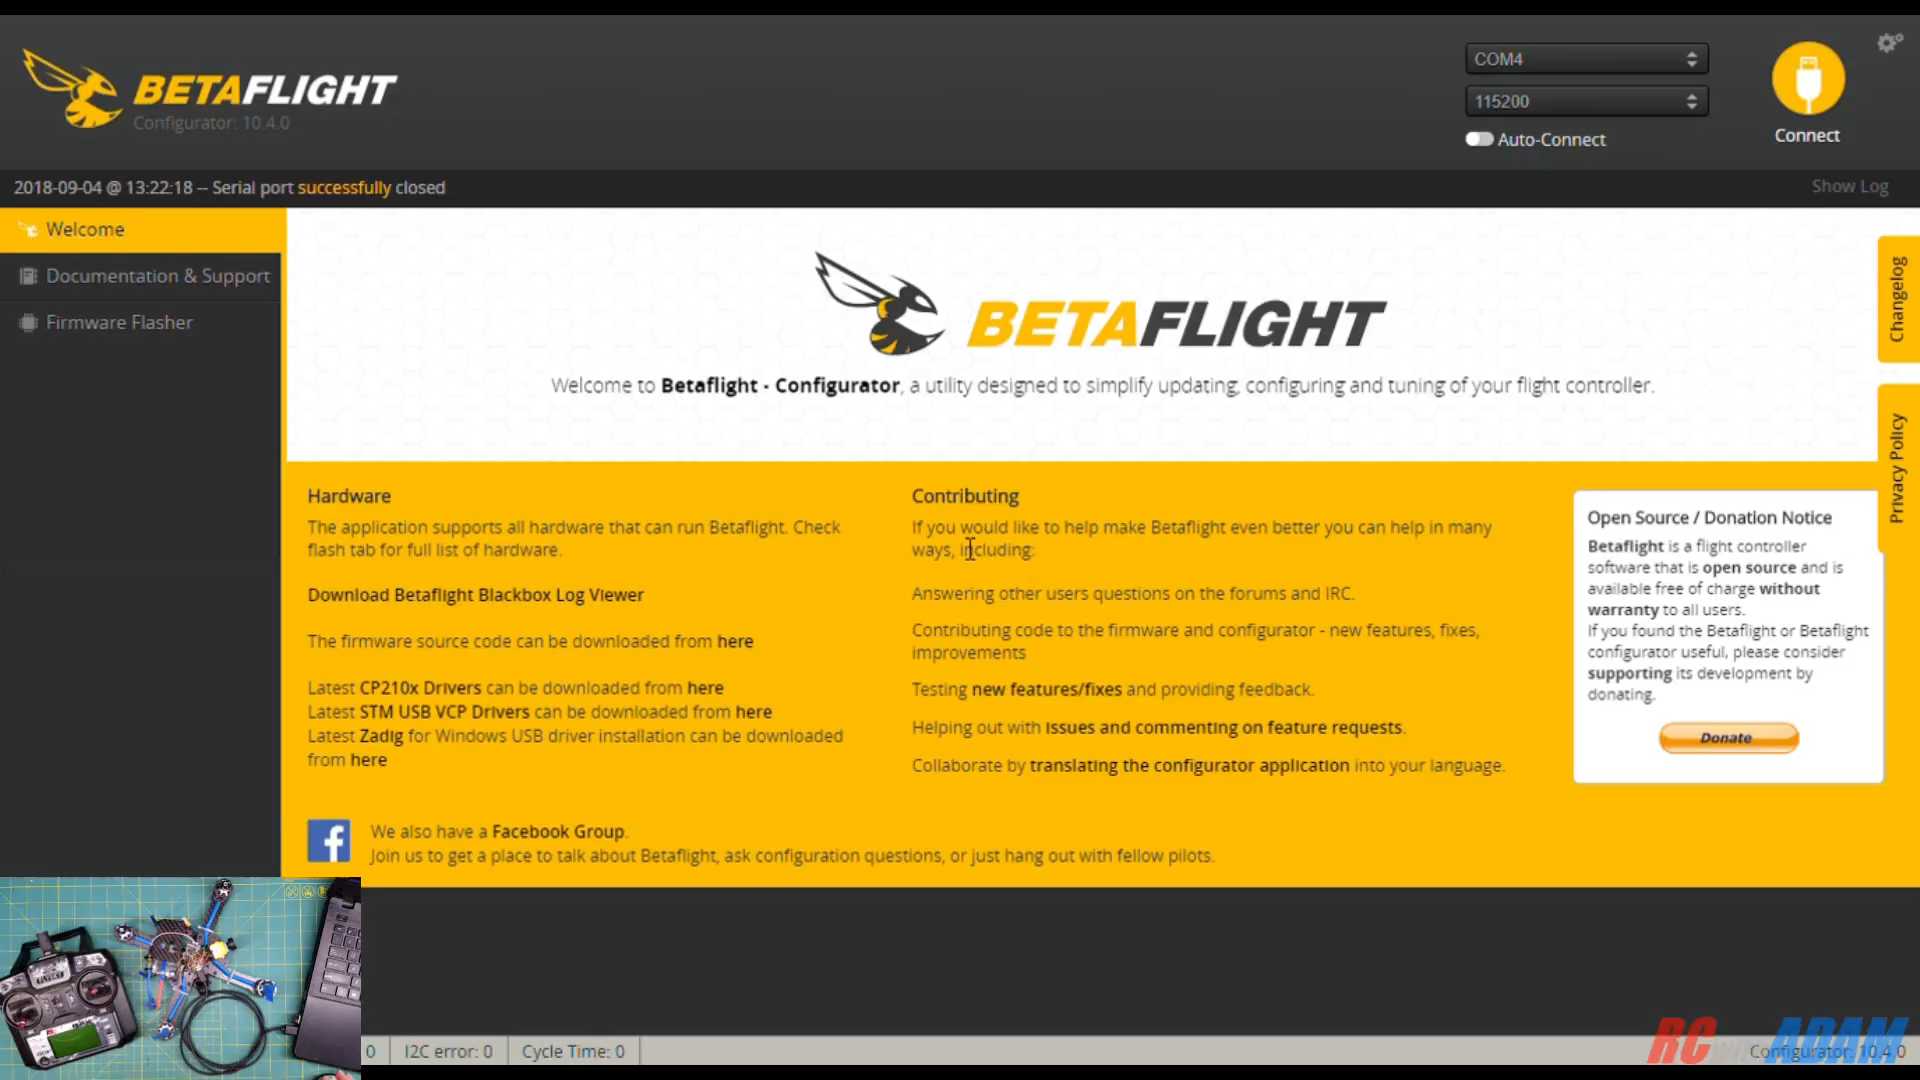 BETAFLIGHT
Configurator: 10.4.0
COM4
115200
Auto-Connect
Connect
2018-09-04 @ 13:22:18 -- Serial port successfully closed
Show Log
Welcome
Documentation & Support
Firmware Flasher
BETAFLIGHT
Welcome to Betaflight - Configurator, a utility designed to simplify updating, configuring and tuning of your flight controller.
Changelog
Privacy Policy
Hardware
The application supports all hardware that can run Betaflight. Check
flash tab for full list of hardware.
Download Betaflight Blackbox Log Viewer
The firmware source code can be downloaded from here
Latest CP210x Drivers can be downloaded from here
Latest STM USB VCP Drivers can be downloaded from here
Latest Zadig for Windows USB driver installation can be downloaded
from here
Contributing
If you would like to help make Betaflight even better you can help in many
ways, including:
Answering other users questions on the forums and IRC.
Contributing code to the firmware and configurator - new features, fixes,
improvements
Testing new features/fixes and providing feedback.
Helping out with issues and commenting on feature requests.
Collaborate by translating the configurator application into your language.
Open Source / Donation Notice
Betaflight is a flight controller
software that is open source and is
available free of charge without
warranty to all users.
If you found the Betaflight or Betaflight
configurator useful, please consider
supporting its development by
donating.
Donate
We also have a Facebook Group.
Join us to get a place to talk about Betaflight, ask configuration questions, or just hang out with fellow pilots.
0
I2C error: 0
Cycle Time: 0
Configurator: 10.4.0
RC with ADAM